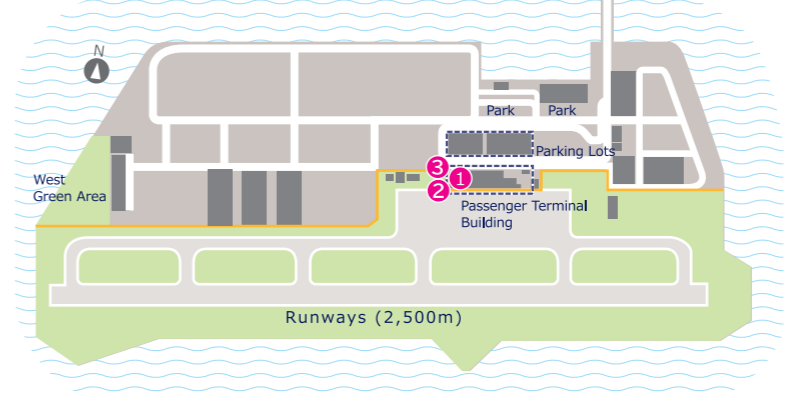 N
Park
Park
Parking Lots
3
1
2
West
Green Area
Passenger Terminal
Building
Runways (2,500m)